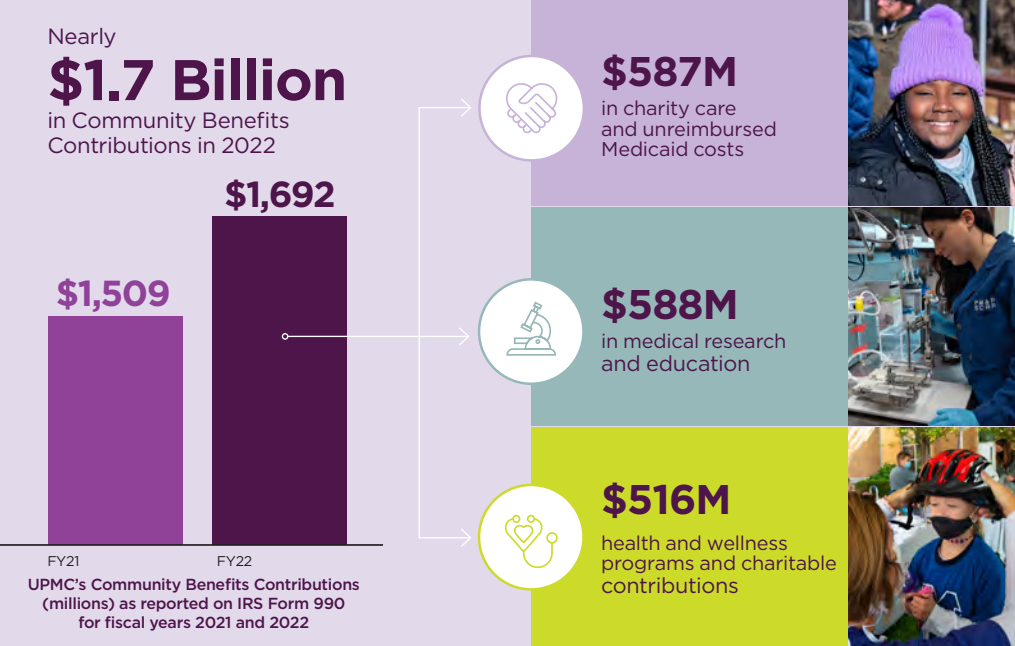 Nearly
$1.7 Billion
in Community Benefits
Contributions in 2022
$1,692
$1,509
FY21
FY22
UPMC’s Community Benefits Contributions
(millions) as reported on IRS Form 990
for fiscal years 2021 and 2022
$587M
in charity care
and unreimbursed
Medicaid costs
$588M
in medical research
and education
$516M
health and wellness
programs and charitable
contributions